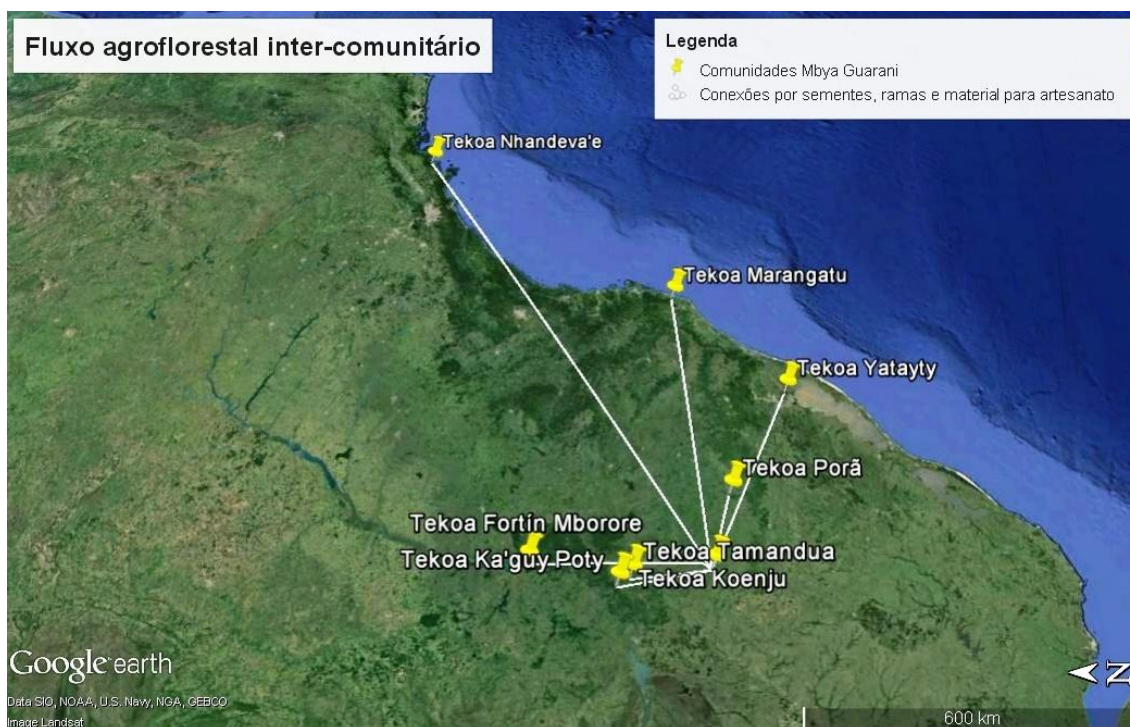 Fluxo agroflorestal inter-comunitário
Legenda
Comunidades Mbya Guarani
Conexões por sementes, ramas e material para artesanato
Tekoa Nhandeva'e
Tekoa Marangatu
Tekoa Yatayty
Tekoa Porã
Tekoa Fortín Mborore
Tekoa Tamandua
Tekoa Ka'guy Poty
Tekoa Koenju
Google earth
N
Data SIO, NOAA, U.S. Navy, NGA, GEBCO
Image Landsat
600 km